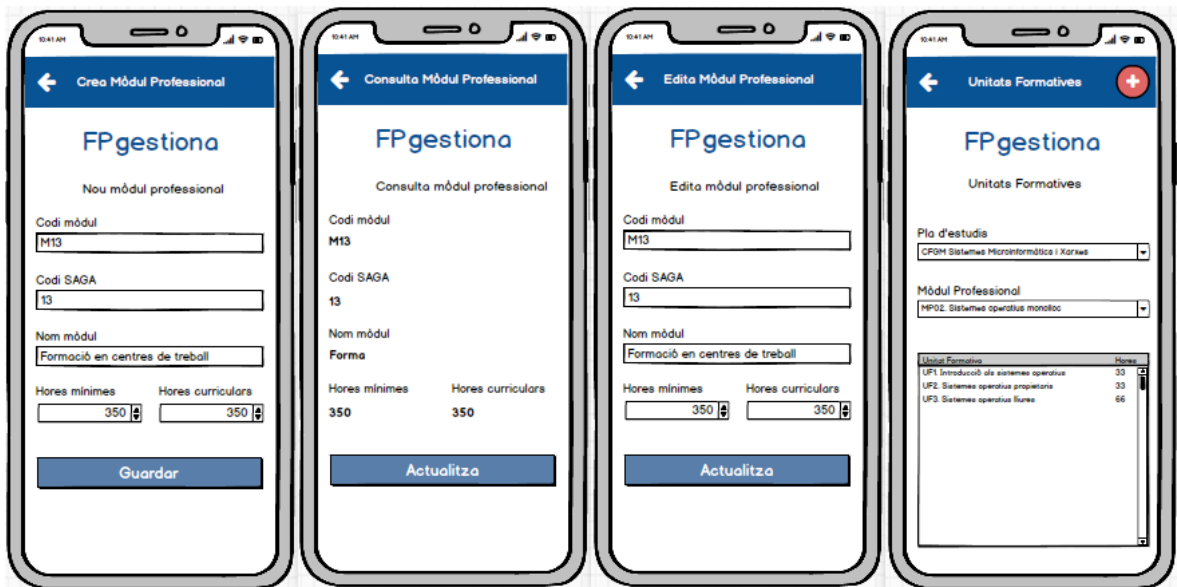 10:41 AM
Crea Mòdul Professional
FPgestiona
Nou mòdul professional
Codi mòdul
M13
Codi SAGA
13
Nom mòdul
Formació en centres de treball
Hores mínimes Hores curriculars
350 350
Guardar
10:41 AM
Consulta Mòdul Professional
FPgestiona
Consulta mòdul professional
Codi mòdul
M13
Codi SAGA
13
Nom mòdul
Forma
Hores mínimes Hores curriculars
350 350
Actualitza
10:41 AM
Edita Mòdul Professional
FPgestiona
Edita mòdul professional
Codi mòdul
M13
Codi SAGA
13
Nom mòdul
Formació en centres de treball
Hores mínimes Hores curriculars
350 350
Actualitza
10:41 AM
Unitats Formatives
FPgestiona
Unitats Formatives
Pla d'estudis
CFGM Sistemes Microinformàtics i Xarxes
Mòdul Professional
MP02. Sistemes operatius monolloc
Unitat Formativa Hores
UF1. Introducció als sistemes operatius 33
UF2. Sistemes operatius propietaris 33
UF3. Sistemes operatius lliures 66